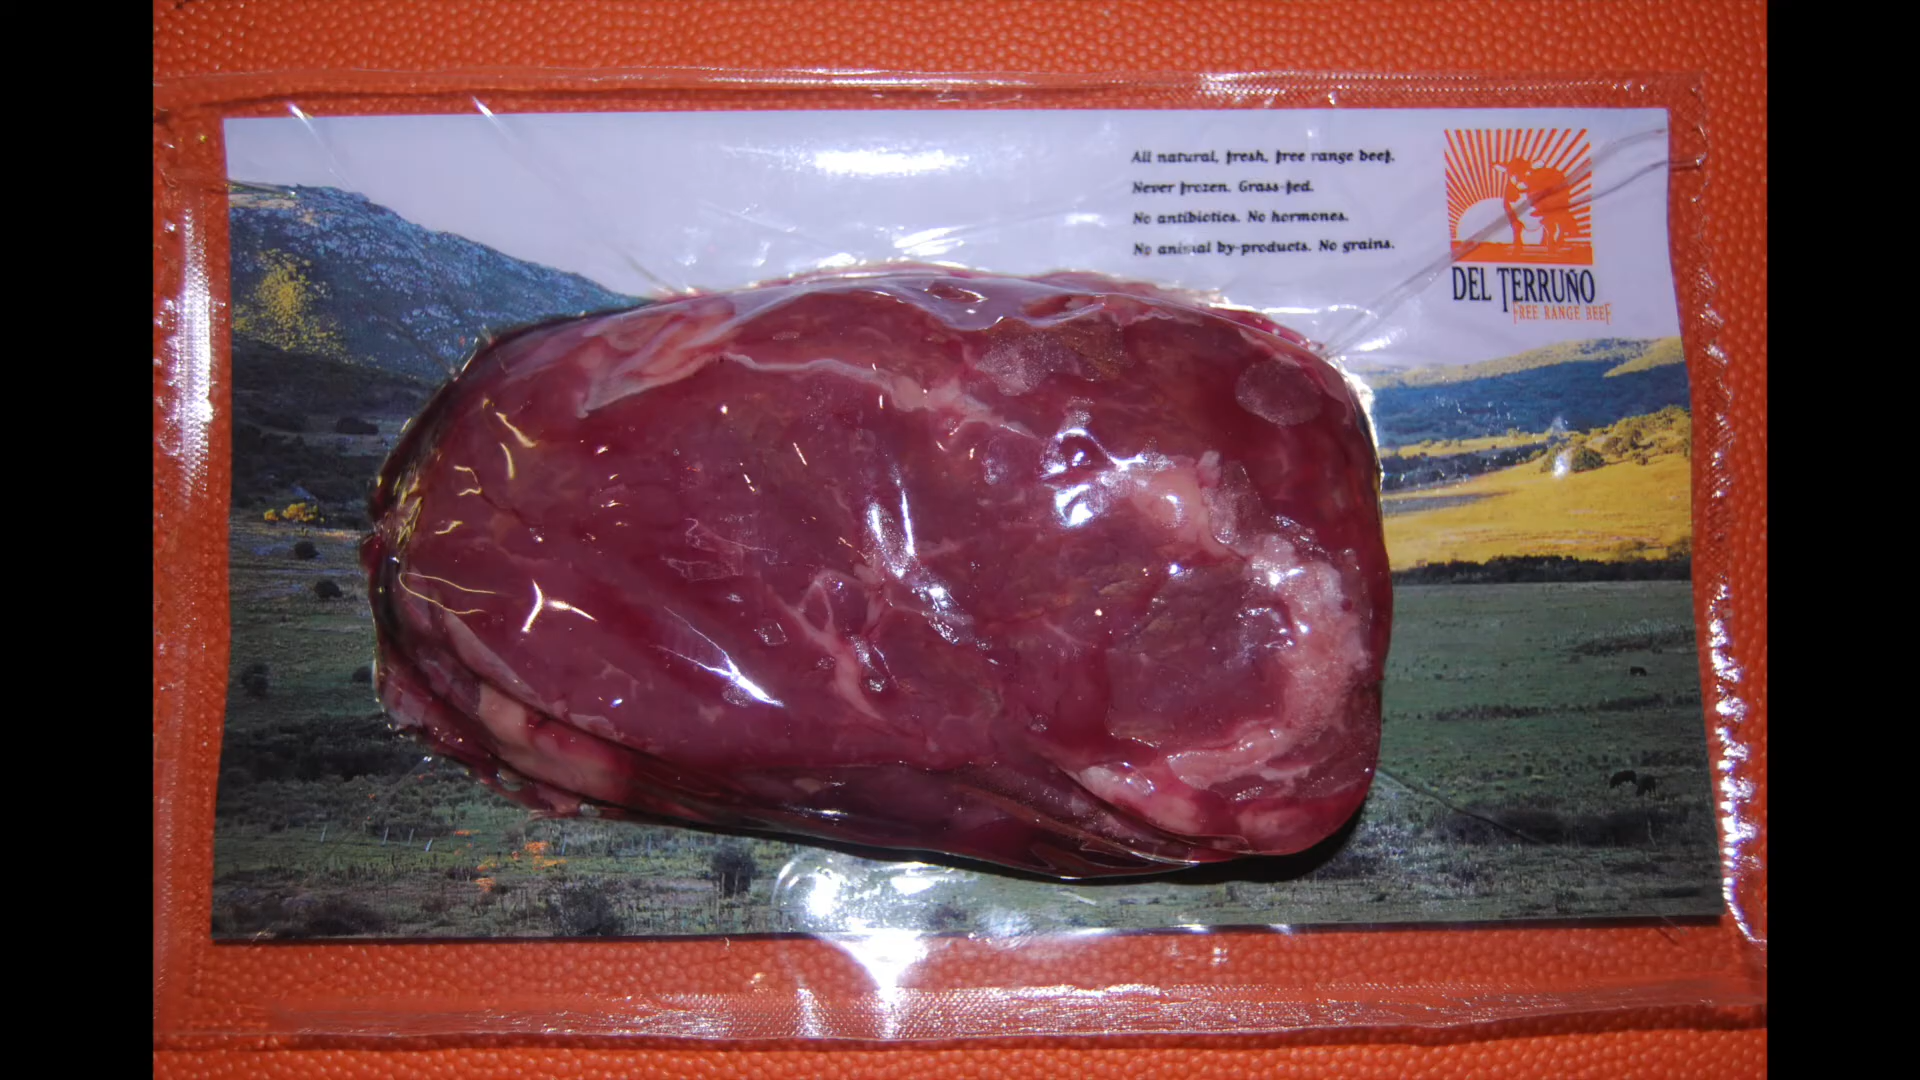 All natural, fresh, free range beef.
Never frozen. Grass-fed.
No antibiotics. No hormones.
No animal by-products. No grains.
DEL TERRUÑO
FREE RANGE BEEF